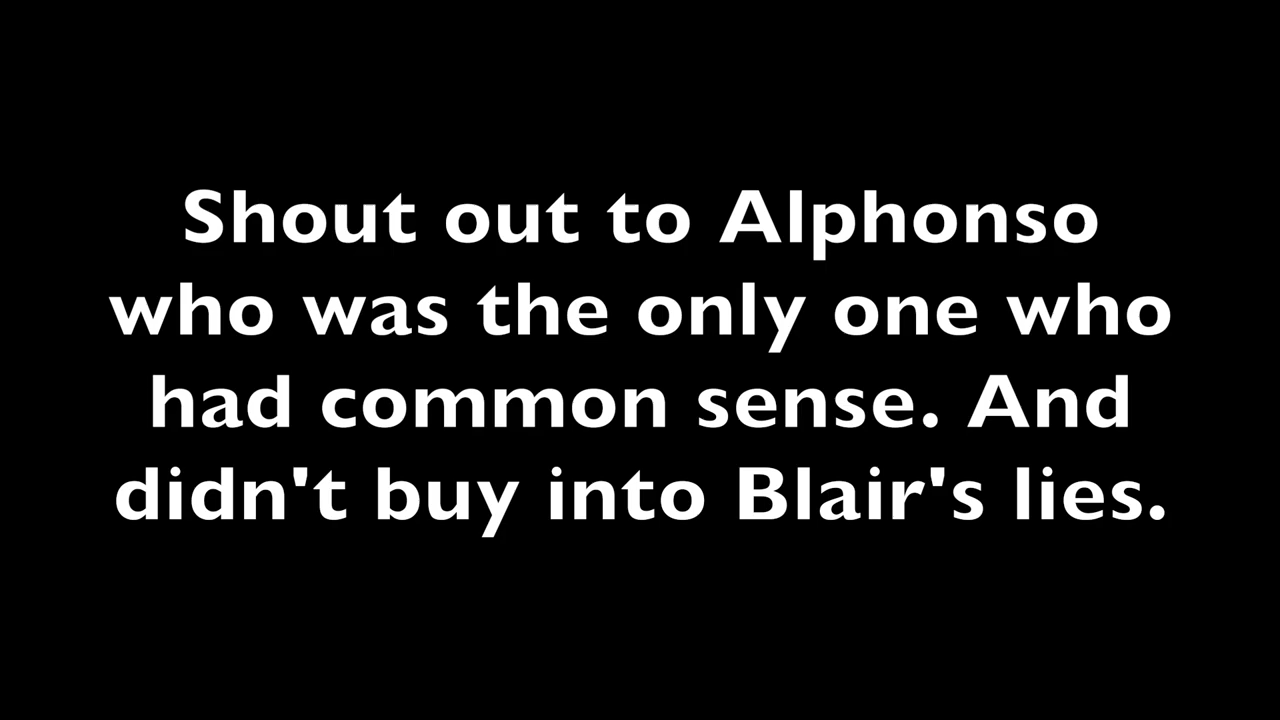 Shout out to Alphonso
who was the only one who
had common sense. And
didn't buy into Blair's lies.